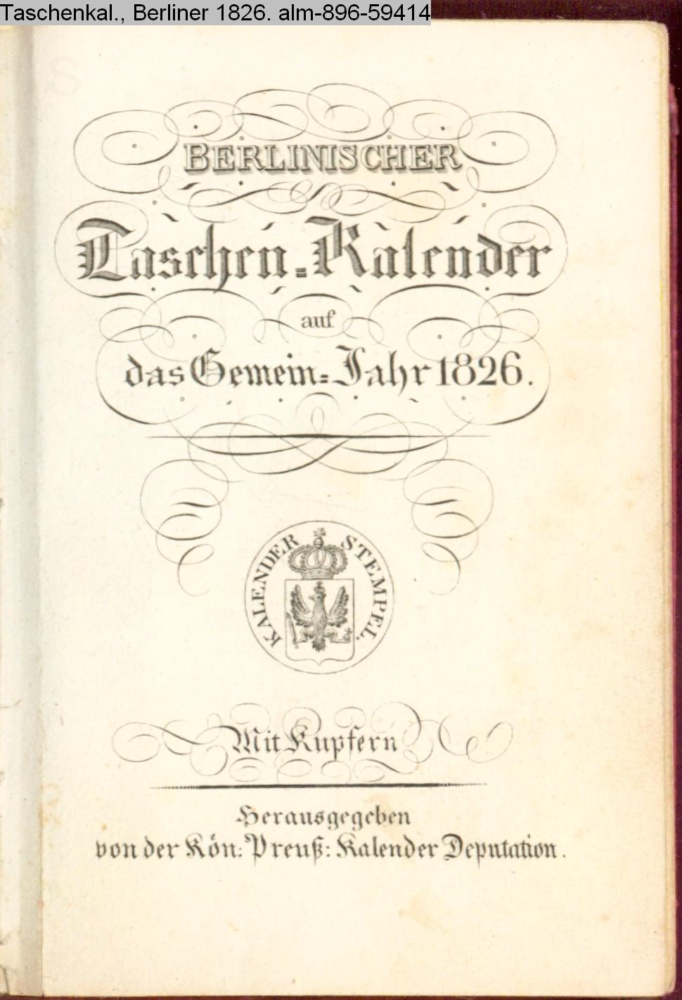 Taschenkal., Berliner 1826. alm-896-59414
BERLINISCHER
Taschen=Kalender
auf
das Gemein=Jahr 1826.
KALENDER STEMPEL.
Mit Kupfern
Herausgegeben
von der Kön: Preuß: Kalender Deputation.